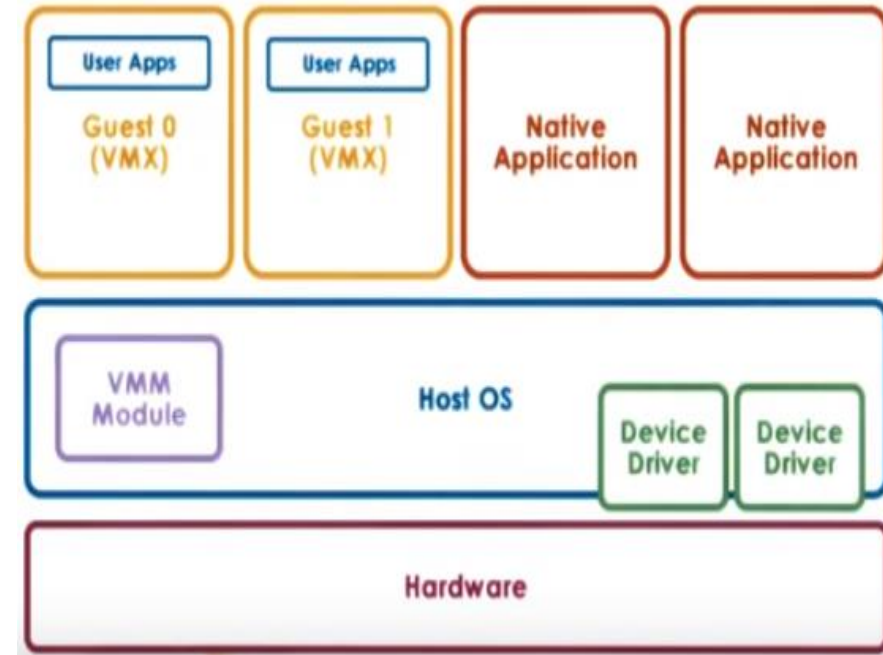 User Apps
Guest 0
(VMX)
User Apps
Guest 1
(VMX)
Native
Application
Native
Application
VMM
Module
Host OS
Device
Driver
Device
Driver
Hardware